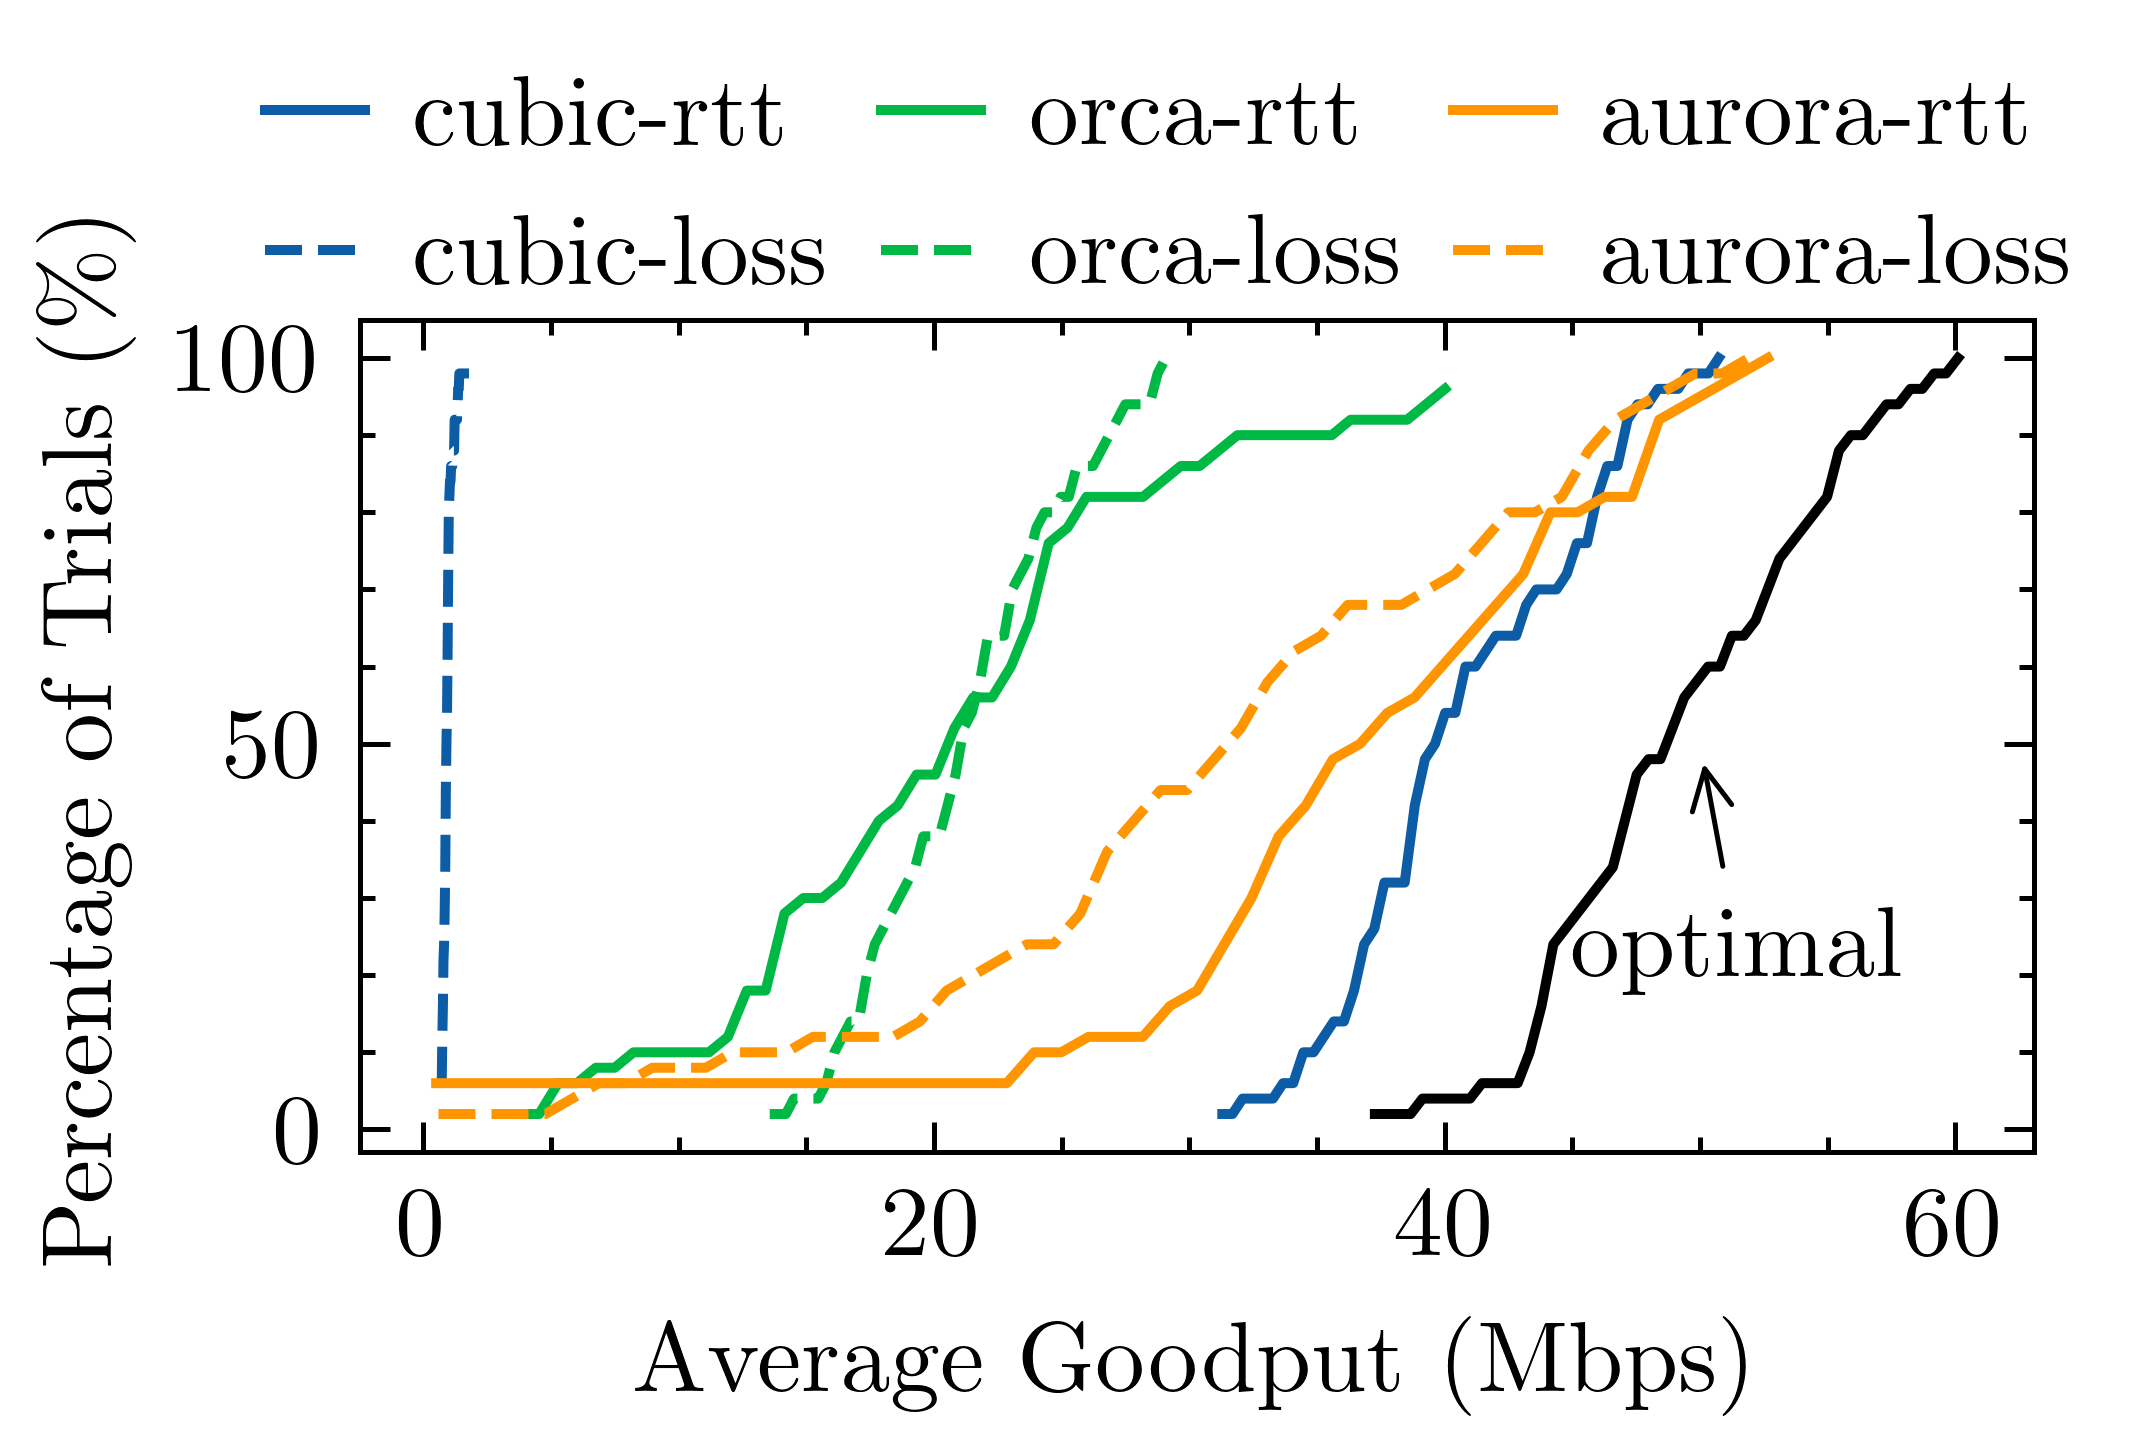 cubic-rtt orca-rtt aurora-rtt
cubic-loss orca-loss aurora-loss
Percentage of Trials (%)
100
50
0
optimal
0 20 40 60
Average Goodput (Mbps)